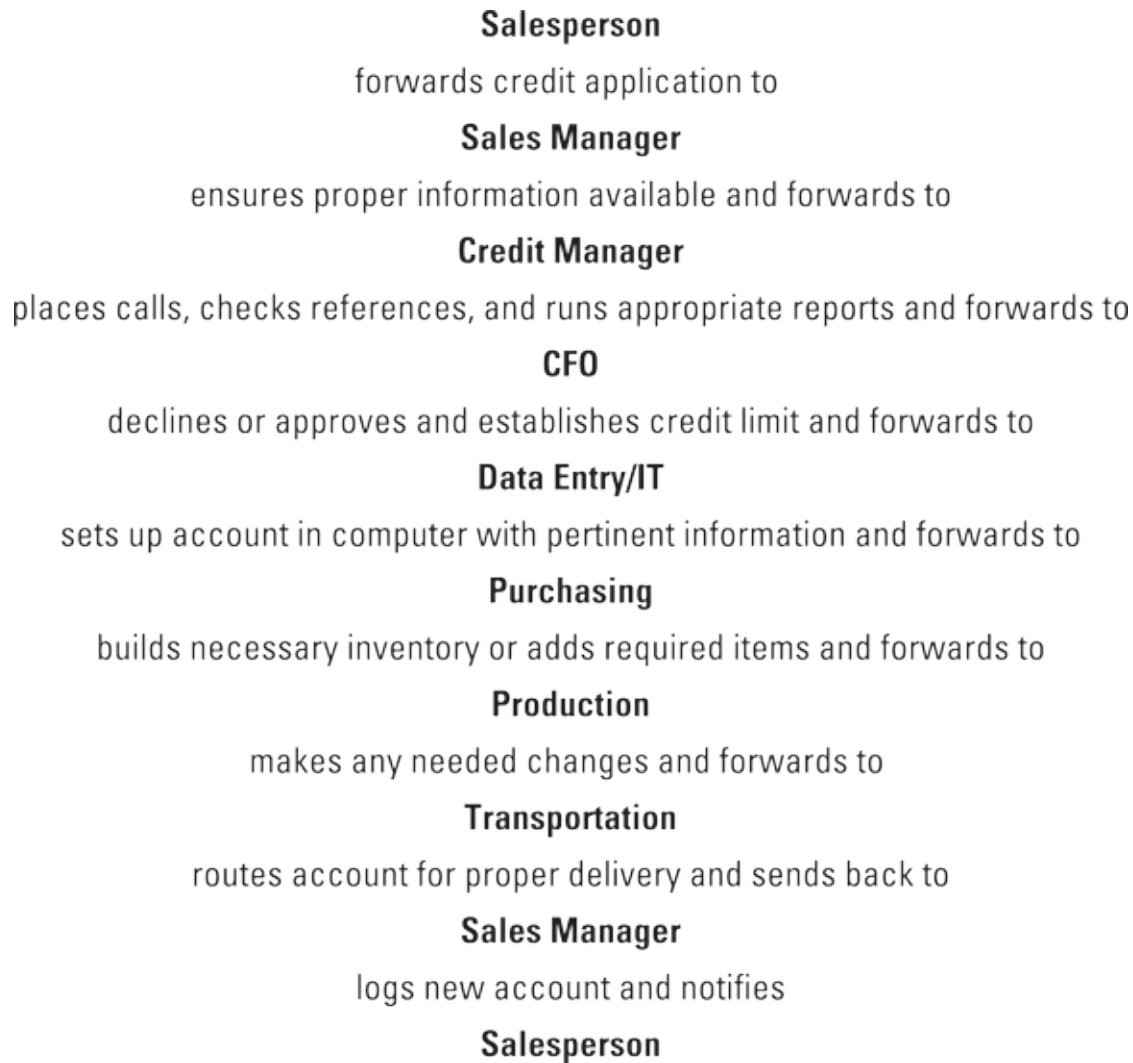 Salesperson
forwards credit application to
Sales Manager
ensures proper information available and forwards to
Credit Manager
places calls, checks references, and runs appropriate reports and forwards to
CFO
declines or approves and establishes credit limit and forwards to
Data Entry/IT
sets up account in computer with pertinent information and forwards to
Purchasing
builds necessary inventory or adds required items and forwards to
Production
makes any needed changes and forwards to
Transportation
routes account for proper delivery and sends back to
Sales Manager
logs new account and notifies
Salesperson